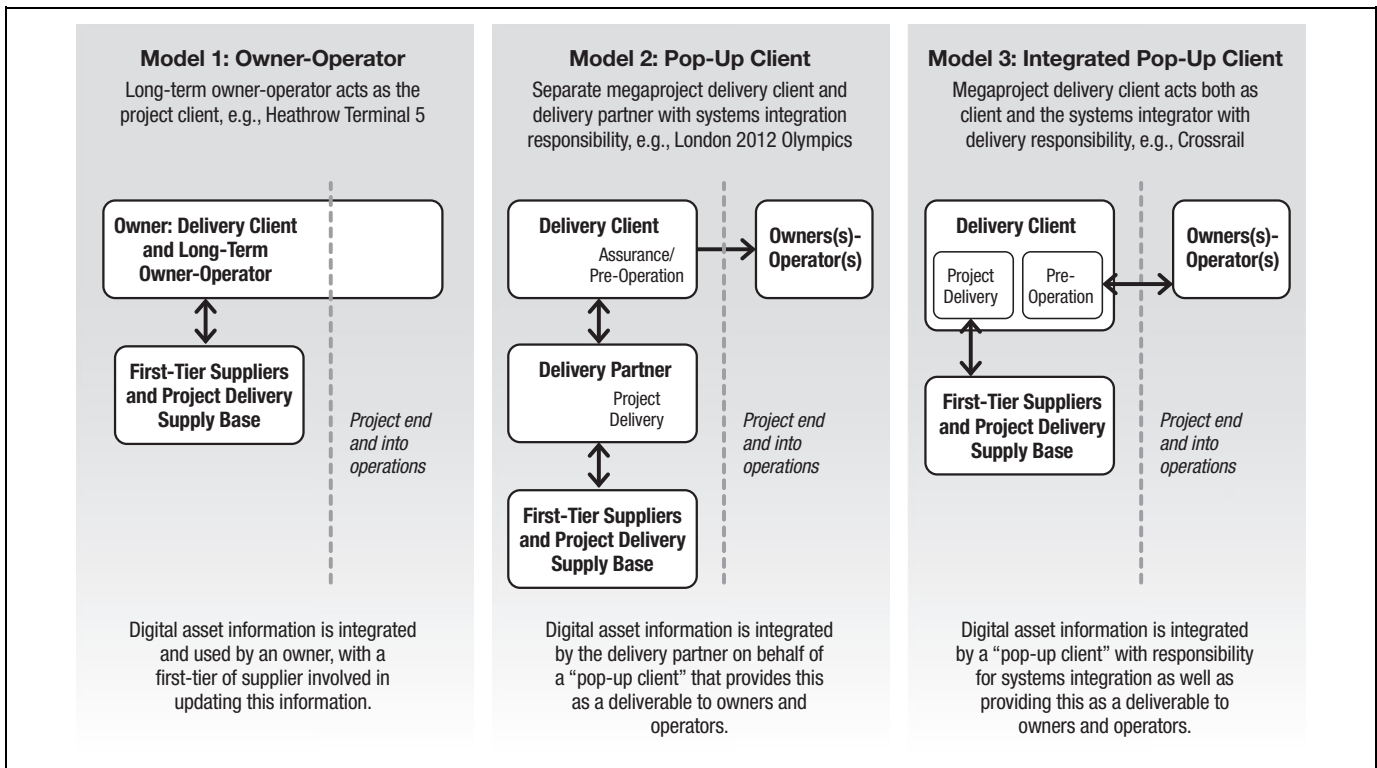 Model 1: Owner-Operator
Long-term owner-operator acts as the
project client, e.g., Heathrow Terminal 5
Owner: Delivery Client
and Long-Term
Owner-Operator
First-Tier Suppliers
and Project Delivery
Supply Base
Project end
and into
operations
Digital asset information is integrated
and used by an owner, with a
first-tier of supplier involved in
updating this information.
Model 2: Pop-Up Client
Separate megaproject delivery client and
delivery partner with systems integration
responsibility, e.g., London 2012 Olympics
Delivery Client
Assurance/
Pre-Operation
Owners(s)-
Operator(s)
Delivery Partner
Project
Delivery
First-Tier Suppliers
and Project Delivery
Supply Base
Project end
and into
operations
Digital asset information is integrated
by the delivery partner on behalf of
a “pop-up client” that provides this
as a deliverable to owners and
operators.
Model 3: Integrated Pop-Up Client
Megaproject delivery client acts both as
client and the systems integrator with
delivery responsibility, e.g., Crossrail
Delivery Client
Project
Delivery
Pre-
Operation
Owners(s)-
Operator(s)
First-Tier Suppliers
and Project Delivery
Supply Base
Project end
and into
operations
Digital asset information is integrated
by a “pop-up client” with responsibility
for systems integration as well as
providing this as a deliverable to
owners and operators.